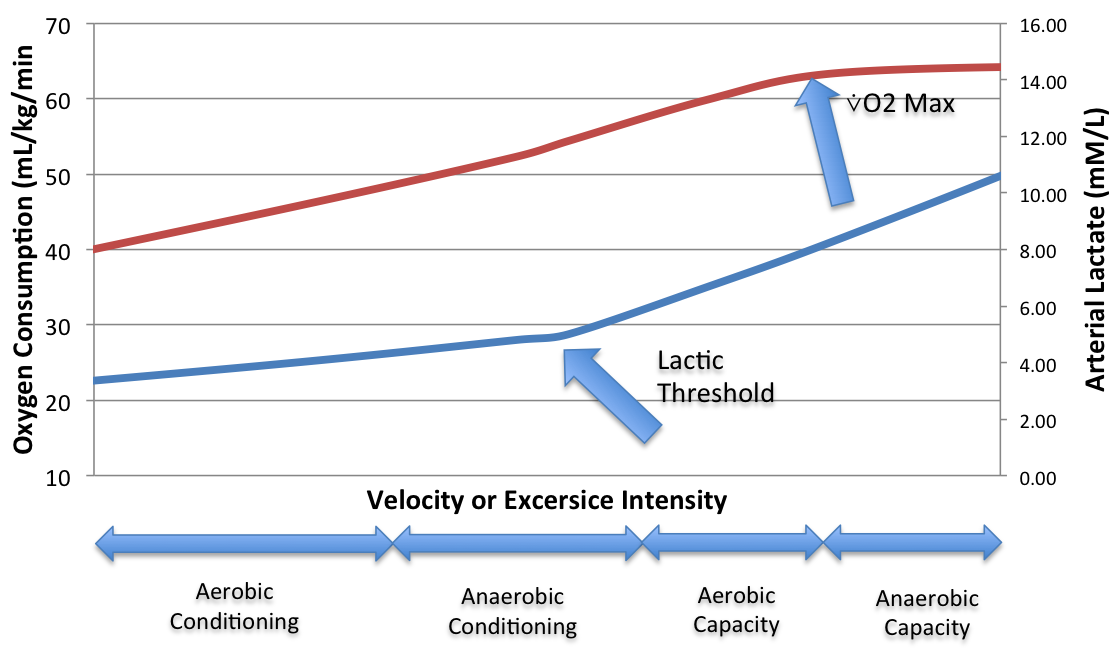 70
60
50
40
30
20
10
Oxygen Consumption (mL/kg/min
16.00
14.00
12.00
10.00
8.00
6.00
4.00
2.00
0.00
Arterial Lactate (mM/L)
v̇O2 Max
Lactic
Threshold
Velocity or Excersice Intensity
Aerobic
Conditioning
Anaerobic
Conditioning
Aerobic
Capacity
Anaerobic
Capacity